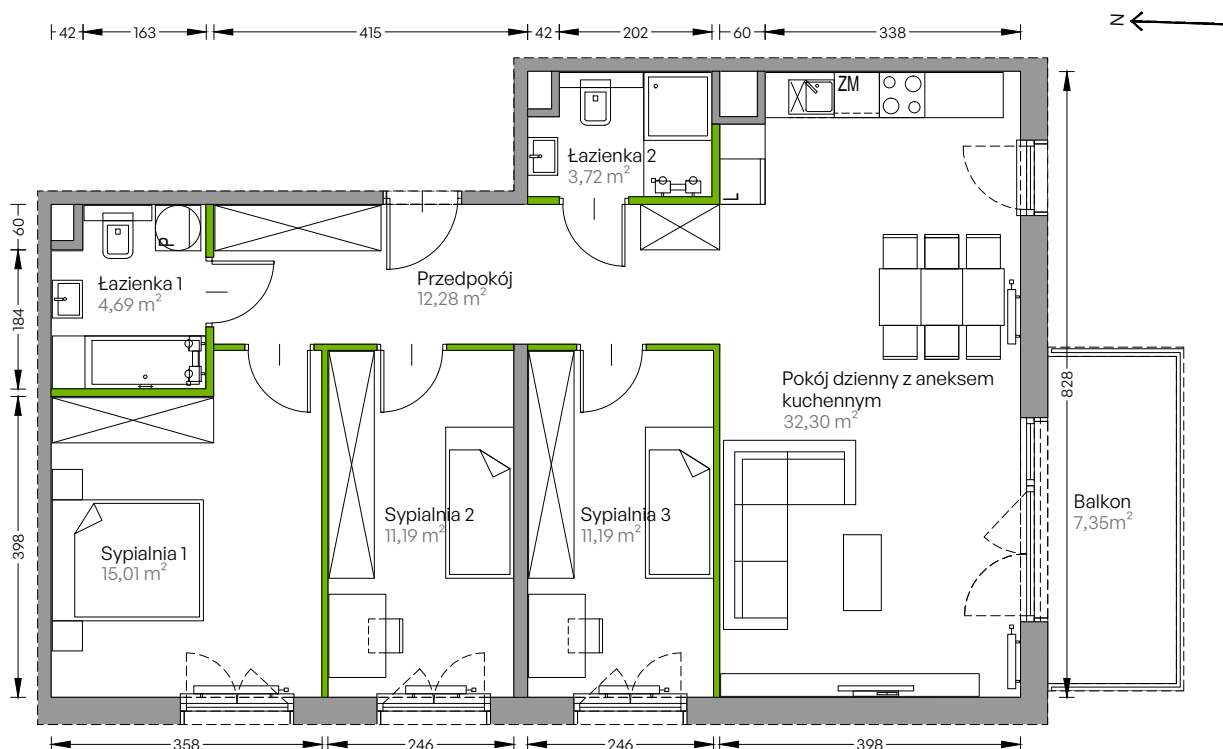 N
42 163 415 42 202 60 338
ZM
Łazienka 2
3,72 m²
L
60
P
Łazienka 1
4,69 m²
Przedpokój
12,28 m²
184
Pokój dzienny z aneksem
kuchennym
32,30 m²
828
398
Sypialnia 1
15,01 m²
Sypialnia 2
11,19 m²
Sypialnia 3
11,19 m²
Balkon
7,35m²
358 246 246 398